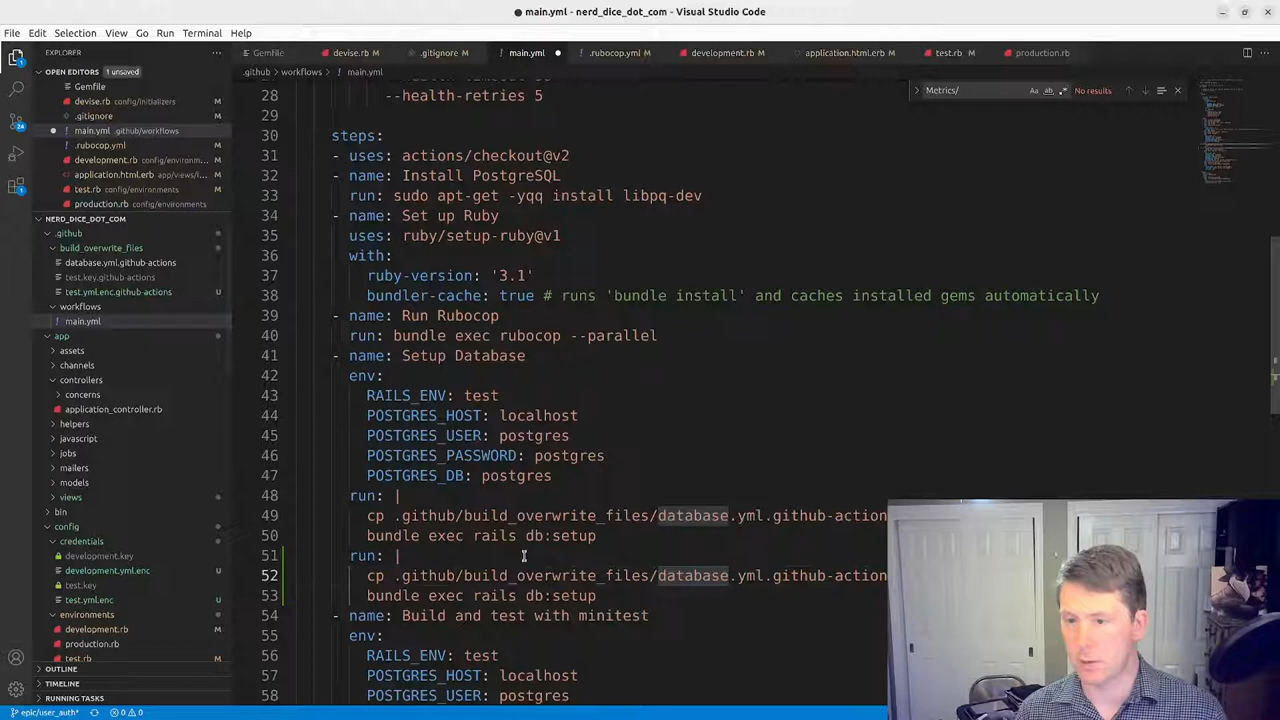 main.yml - nerd_dice_dot_com - Visual Studio Code
File Edit Selection View Go Run Terminal Help
EXPLORER
Gemfile
devise.rb M
.gitignore M
main.yml
.rubocop.yml M
development.rb M
application.html.erb M
test.rb M
production.rb M
OPEN EDITORS 1 unsaved
Gemfile
devise.rb config/initializers M
.gitignore M
main.yml .github/workflows M
.rubocop.yml M
development.rb config/environm... M
application.html.erb app/views/l... M
test.rb config/environments M
production.rb config/environments M
NERD_DICE_DOT_COM
.github
build_overwrite_files
database.yml.github-actions
test.key.github-actions
test.yml.enc.github-actions U
workflows
main.yml
app
assets
channels
controllers
concerns
application_controller.rb
helpers
javascript
jobs
mailers
models
views
bin
config
credentials
development.key
development.yml.enc U
test.key
test.yml.enc U
environments
development.rb M
production.rb M
test.rb M
OUTLINE
TIMELINE
RUNNING TASKS
.github workflows main.yml
Metrics/ Aa ab No results
28 --health-retries 5
29
30 steps:
31 - uses: actions/checkout@v2
32 - name: Install PostgreSQL
33 run: sudo apt-get -yqq install libpq-dev
34 - name: Set up Ruby
35 uses: ruby/setup-ruby@v1
36 with:
37 ruby-version: '3.1'
38 bundler-cache: true # runs 'bundle install' and caches installed gems automatically
39 - name: Run Rubocop
40 run: bundle exec rubocop --parallel
41 - name: Setup Database
42 env:
43 RAILS_ENV: test
44 POSTGRES_HOST: localhost
45 POSTGRES_USER: postgres
46 POSTGRES_PASSWORD: postgres
47 POSTGRES_DB: postgres
48 run: |
49 cp .github/build_overwrite_files/database.yml.github-action
50 bundle exec rails db:setup
51 run: |
52 cp .github/build_overwrite_files/database.yml.github-action
53 bundle exec rails db:setup
54 - name: Build and test with minitest
55 env:
56 RAILS_ENV: test
57 POSTGRES_HOST: localhost
58 POSTGRES_USER: postgres
epic/user_auth* 0 0